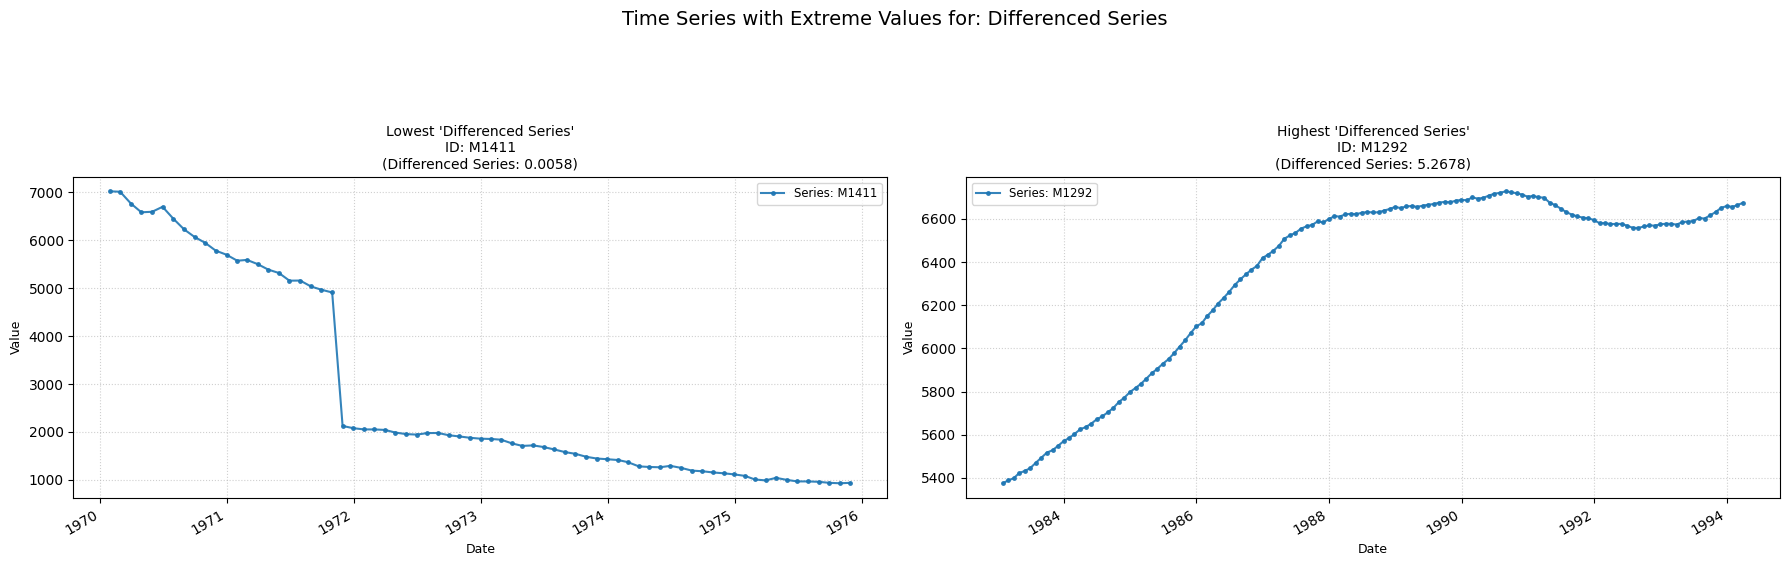 Time Series with Extreme Values for: Differenced Series
Lowest 'Differenced Series'
ID: M1411
(Differenced Series: 0.0058)
Series: M1411
7000
6000
5000
4000
3000
2000
1000
Value
1970
1971
1972
1973
1974
1975
1976
Date
Highest 'Differenced Series'
ID: M1292
(Differenced Series: 5.2678)
Series: M1292
6600
6400
6200
6000
5800
5600
5400
Value
1984
1986
1988
1990
1992
1994
Date